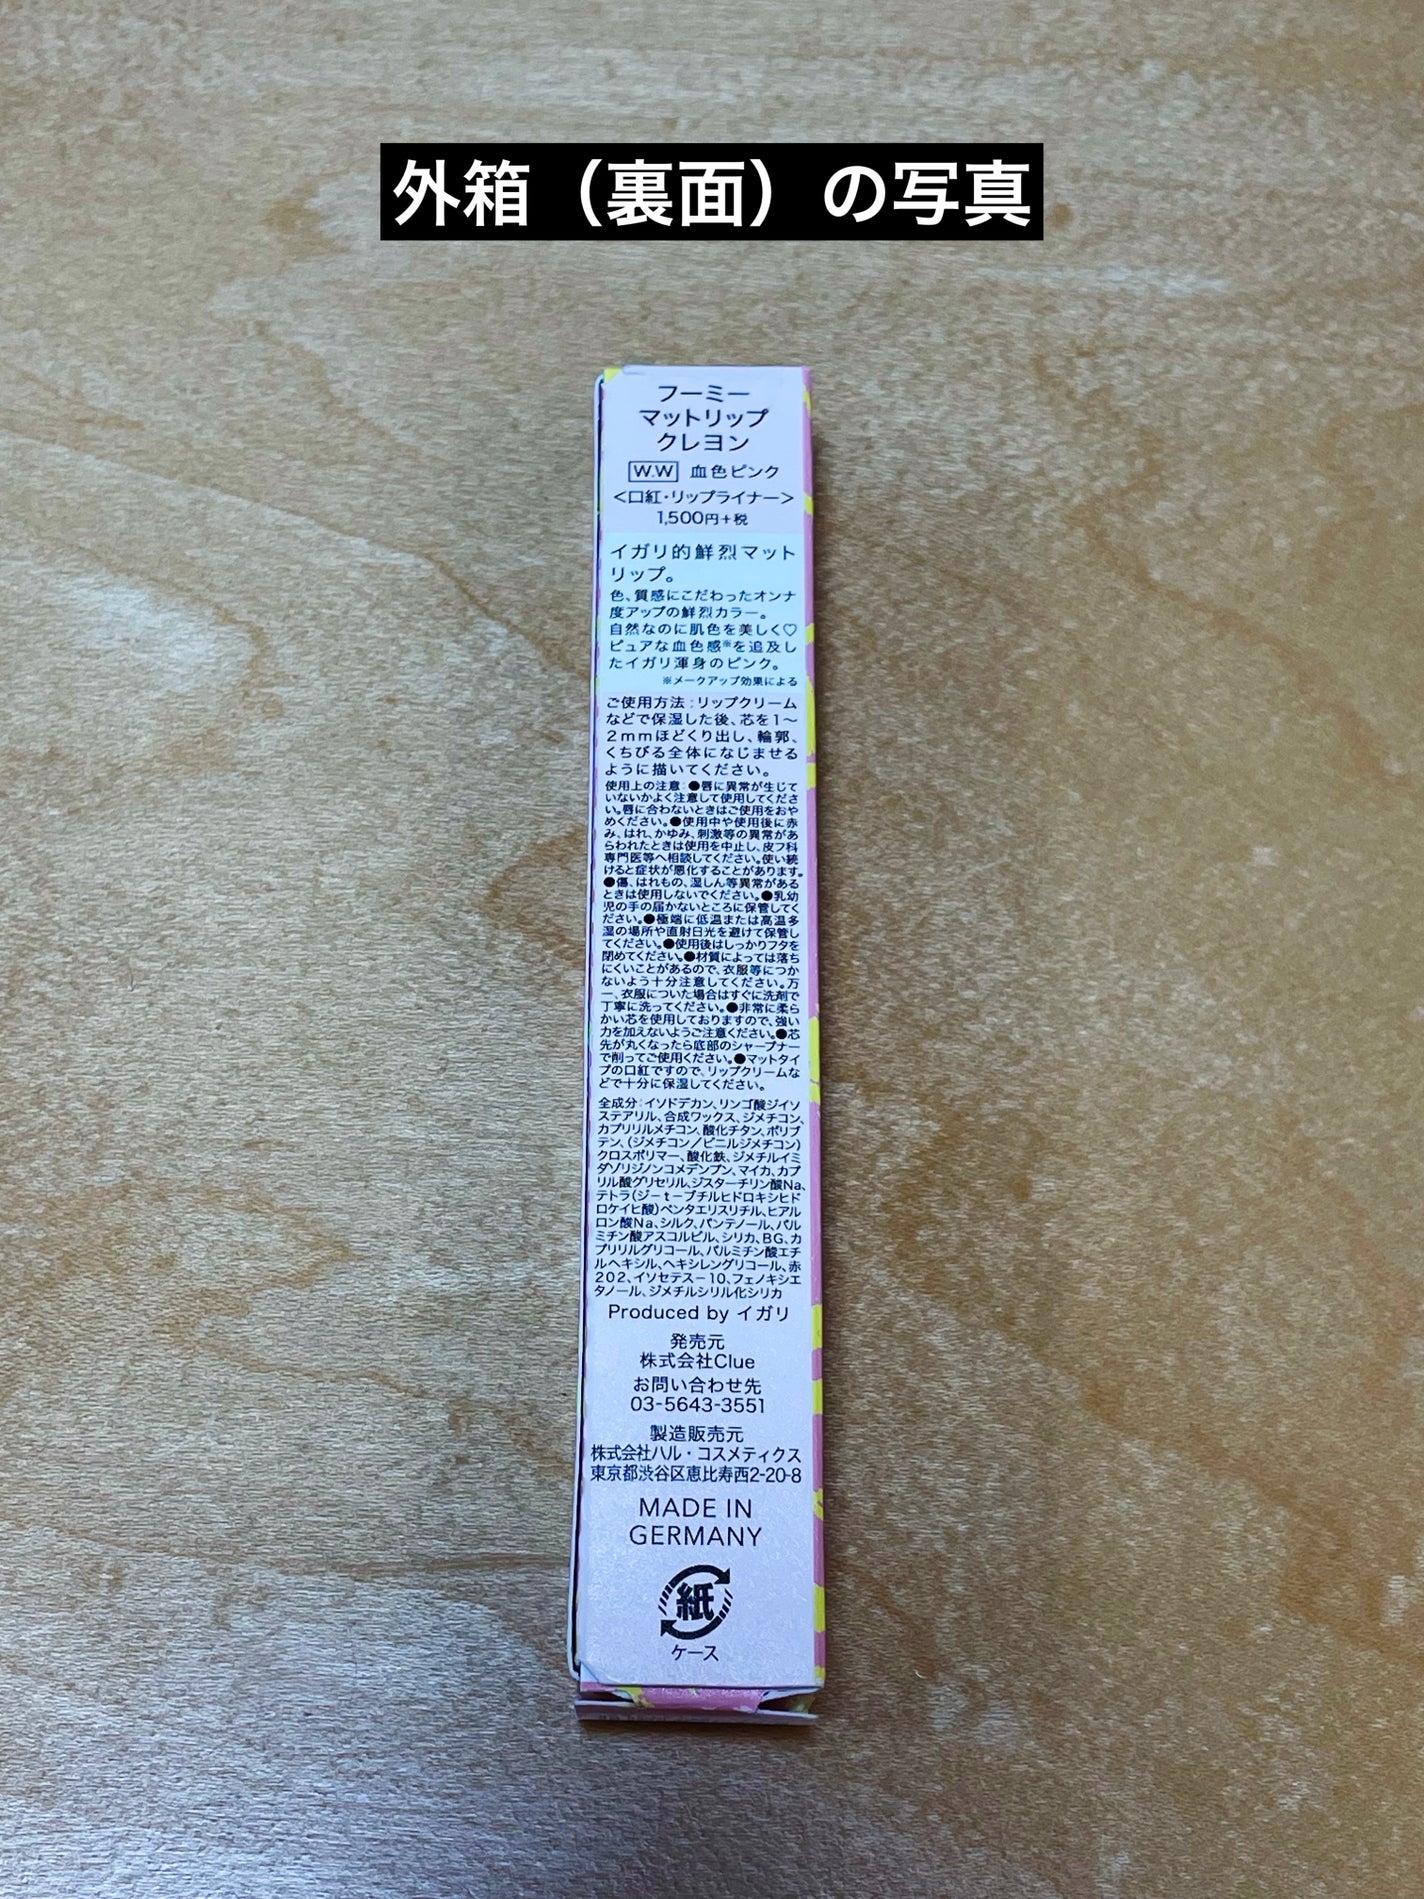 外箱（裏面）の写真
フーミー
マットリップ
クレヨン
W.W 血色ピンク
＜口紅・リップライナー＞
1,500円+税
イガリ的鮮烈マット
リップ。
色、質感にこだわったオンナ
度アップの鮮烈カラー。
自然なのに肌色を美しく♡
ピュアな血色感※を追及し
たイガリ渾身のピンク。
※メークアップ効果による
ご使用方法：リップクリーム
などで保湿した後、芯を1〜
2mmほどくり出し、輪郭、
くちびる全体になじませる
ように描いてください。
使用上の注意：●唇に異常が生じて
いないかよく注意して使用してくださ
い。唇に合わないときはご使用をおや
めください。●使用中や使用後に赤
み、はれ、かゆみ、刺激等の異常があ
らわれたときは使用を中止し、皮フ科
専門医等へ相談してください。使い続
けると症状が悪化することがあります。
●傷、はれもの、湿しん等異常がある
ときは使用しないでください。●乳幼
児の手の届かないところに保管してく
ださい。●極端に低温または高温多
湿の場所や直射日光を避けて保管し
てください。●使用後はしっかりフタを
閉めてください。●材質によっては落ち
にくいことがあるので、衣服等につか
ないよう十分注意してください。万
一、衣服についた場合はすぐに洗剤で
丁寧に洗ってください。●非常に柔ら
かい芯を使用しておりますので、強い
力を加えないようご注意ください。●芯
先が丸くなったら底部のシャープナー
で削ってご使用ください。●マットタイ
プの口紅ですので、リップクリームな
どで十分に保湿してください。
全成分：イソドデカン、リンゴ酸ジイソ
ステアリル、合成ワックス、ジメチコン、
カプリリルメチコン、酸化チタン、ポリブ
テン、（ジメチコン／ビニルジメチコン）
クロスポリマー、酸化鉄、ジメチルイミ
ダゾリジノンコメデンプン、マイカ、カプ
リル酸グリセリル、ジスターチリン酸Na、
テトラ（ジーt－ブチルヒドロキシヒド
ロケイヒ酸）ペンタエリスリチル、ヒアル
ロン酸Na、シルク、パンテノール、パル
ミチン酸アスコルビル、シリカ、BG、カ
プリリルグリコール、パルミチン酸エチ
ルヘキシル、ヘキシレングリコール、赤
202、イソセテス－10、フェノキシエ
タノール、ジメチルシリル化シリカ
Produced by イガリ
発売元
株式会社Clue
お問い合わせ先
03-5643-3551
製造販売元
株式会社ハル・コスメティクス
東京都渋谷区恵比寿西2-20-8
MADE IN
GERMANY
紙
ケース